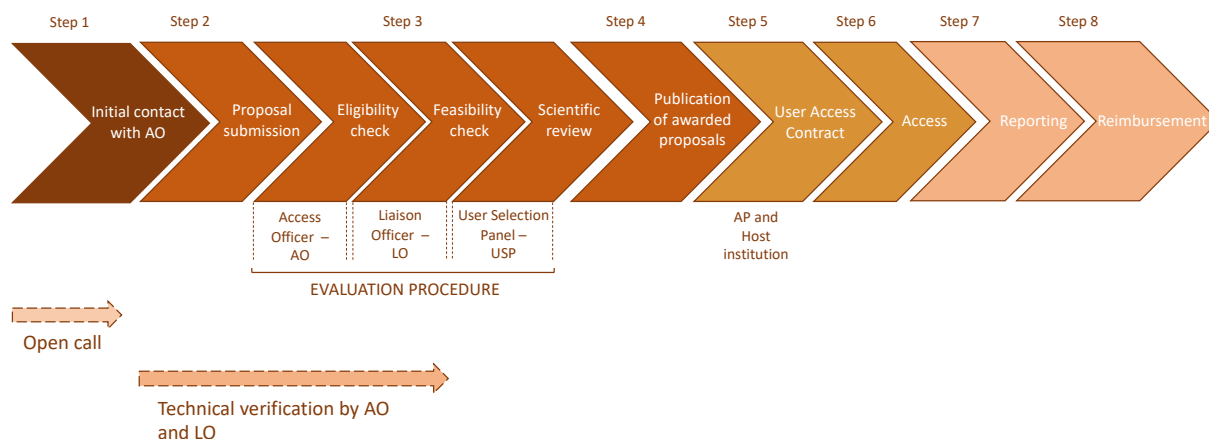 Step 1
Step 2
Step 3
Step 4
Step 5
Step 6
Step 7
Step 8
Initial contact
with AO
Proposal
submission
Eligibility
check
Feasibility
check
Scientific
review
Publication
of awarded
proposals
User Access
Contract
Access
Reporting
Reimbursement
Access
Officer –
AO
Liaison
Officer –
LO
User Selection
Panel –
USP
AP and
Host
institution
EVALUATION PROCEDURE
Open call
Technical verification by AO
and LO